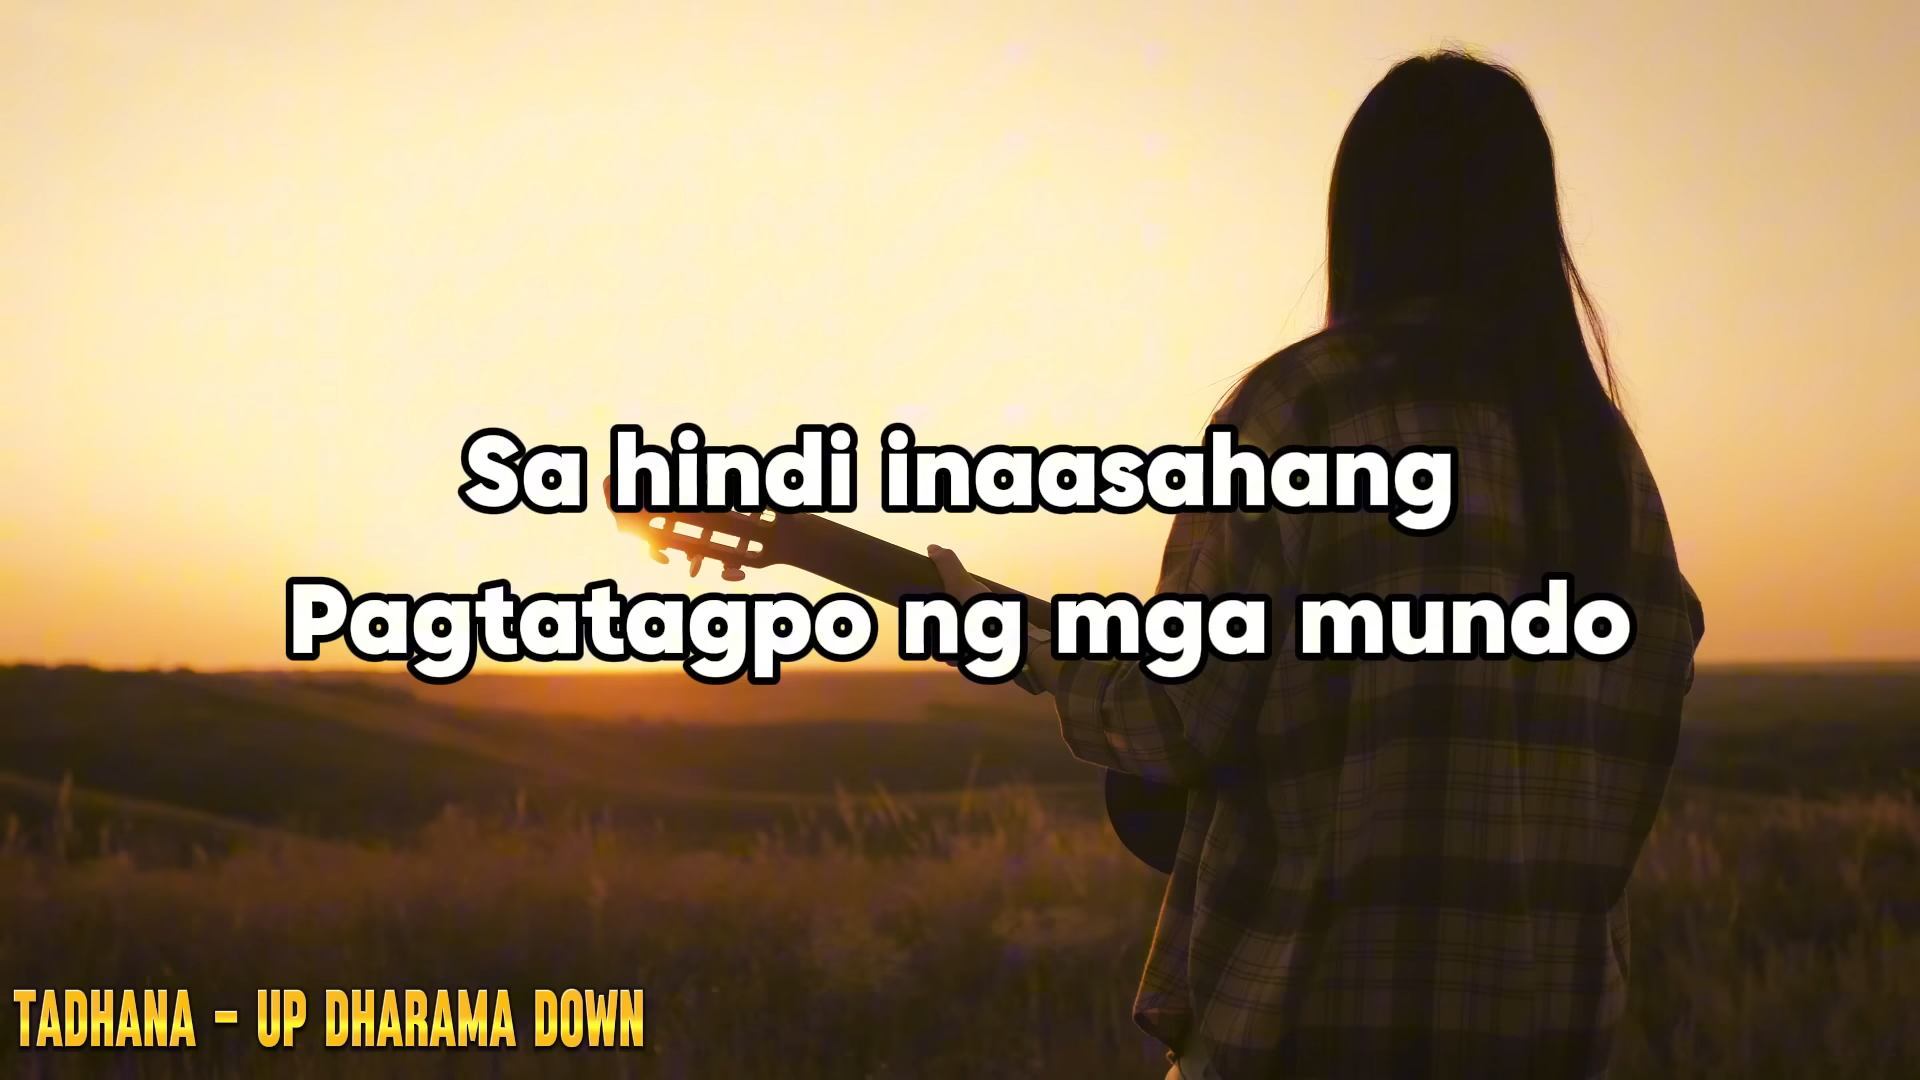 Sa hindi inaasahang
Pagtatagpo ng mga mundo
TADHANA - UP DHARAMA DOWN